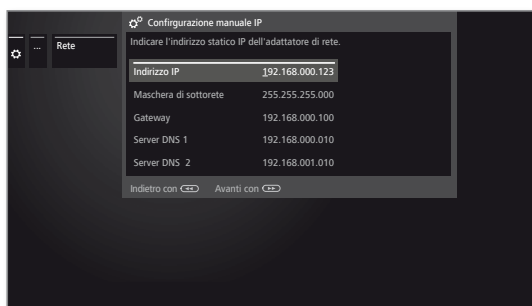 Confirgurazione manuale IP
... Rete
Indicare l'indirizzo statico IP dell'adattatore di rete.
Indirizzo IP 192.168.000.123
Maschera di sottorete 255.255.255.000
Gateway 192.168.000.100
Server DNS 1 192.168.000.010
Server DNS 2 192.168.001.010
Indietro con Avanti con